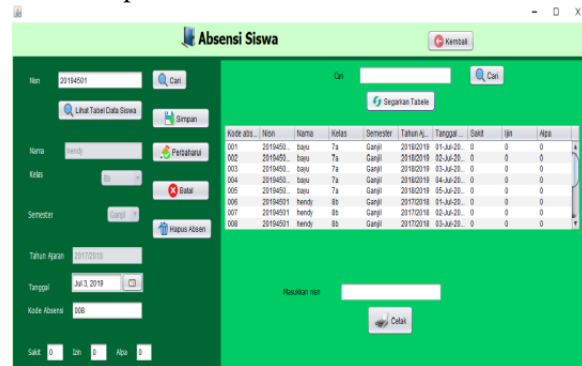 Absensi Siswa
Kembali
Nisn 20194501 Cari
Lihat Tabel Data Siswa
Simpan
Nama hendy Perbaharui
Kelas 8b
Batal
Semester Ganjil
Hapus Absen
Tahun Ajaran 2017/2018
Tanggal Jul 3, 2019
Kode Absensi 008
Sakit 0 Izin 0 Alpa 0
Cari Cari
Segarkan Tabele
Kode abs... Nisn Nama Kelas Semester Tahun Aj... Tanggal ... Sakit Ijin Alpa
001 2019450... bayu 7a Ganjil 2018/2019 01-Jul-20... 0 0 0
002 2019450... bayu 7a Ganjil 2018/2019 02-Jul-20... 0 0 0
003 2019450... bayu 7a Ganjil 2018/2019 03-Jul-20... 0 0 0
004 2019450... bayu 7a Ganjil 2018/2019 04-Jul-20... 0 0 0
005 2019450... bayu 7a Ganjil 2018/2019 05-Jul-20... 0 0 0
006 20194501 hendy 8b Ganjil 2017/2018 01-Jul-20... 0 0 0
007 20194501 hendy 8b Ganjil 2017/2018 02-Jul-20... 0 0 0
008 20194501 hendy 8b Ganjil 2017/2018 03-Jul-20... 0 0 0
Masukkan nisn
Cetak